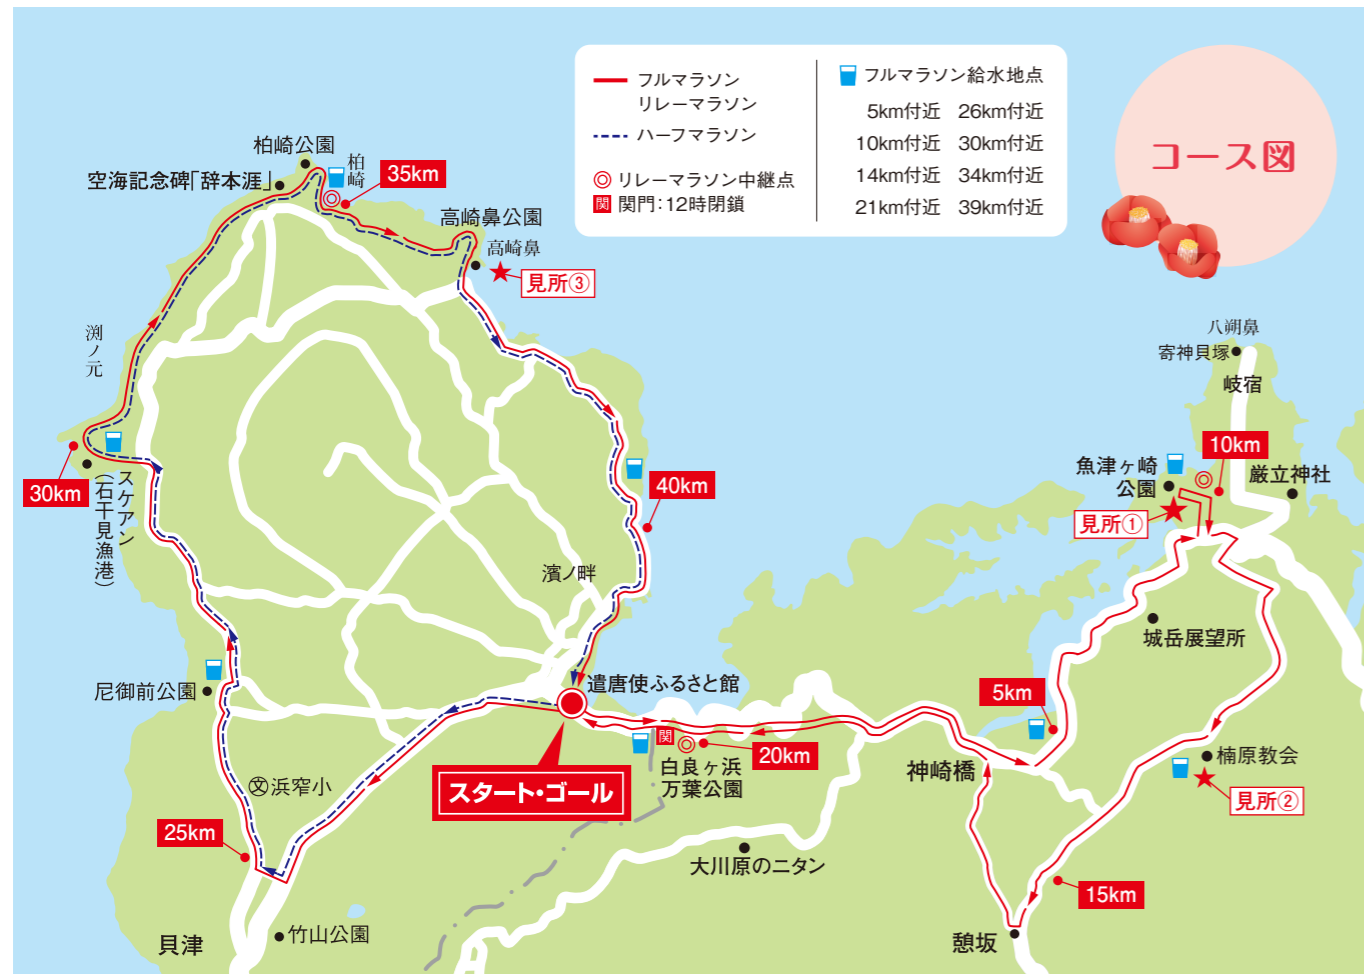 フルマラソン
リレーマラソン
ハーフマラソン
リレーマラソン中継点
関 関門：12時閉鎖
フルマラソン給水地点
5km付近 26km付近
10km付近 30km付近
14km付近 34km付近
21km付近 39km付近
コース図
柏崎公園
柏崎
空海記念碑「辞本涯」
35km
高崎鼻公園
高崎鼻
見所③
渕ノ元
30km
スケアン
（石干見漁港）
40km
濱ノ畔
八朔鼻
寄神貝塚
岐宿
10km
魚津ヶ崎
公園
厳立神社
見所①
城岳展望所
尼御前公園
遣唐使ふるさと館
5km
関
20km
白良ヶ浜
万葉公園
神崎橋
楠原教会
見所②
スタート・ゴール
文 浜窄小
25km
大川原のニタン
15km
貝津
竹山公園
憩坂